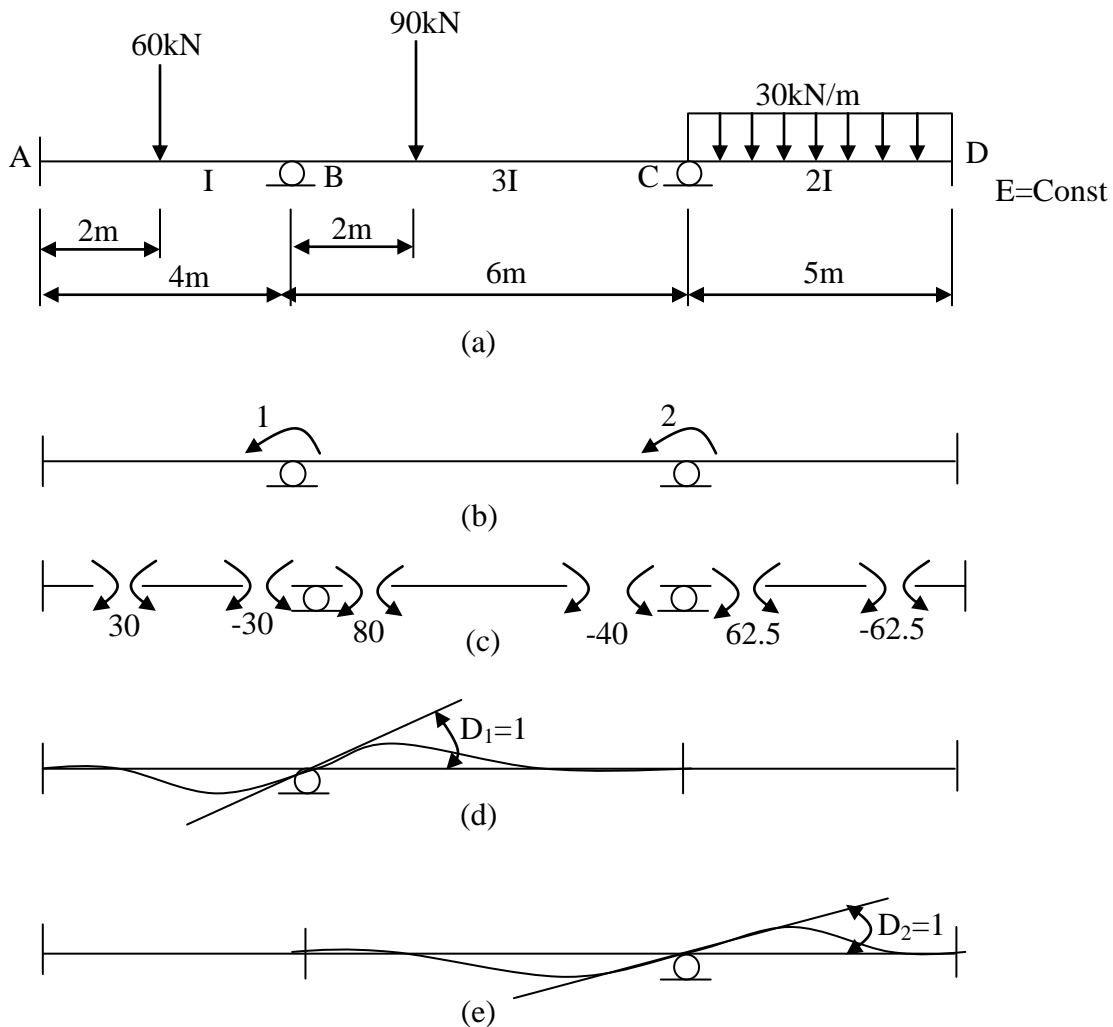 60kN
90kN
30kN/m
A
B
C
D
I
3I
2I
E=Const
2m
2m
4m
6m
5m
(a)
1
2
(b)
30
-30
80
-40
62.5
-62.5
(c)
D₁=1
(d)
D₂=1
(e)